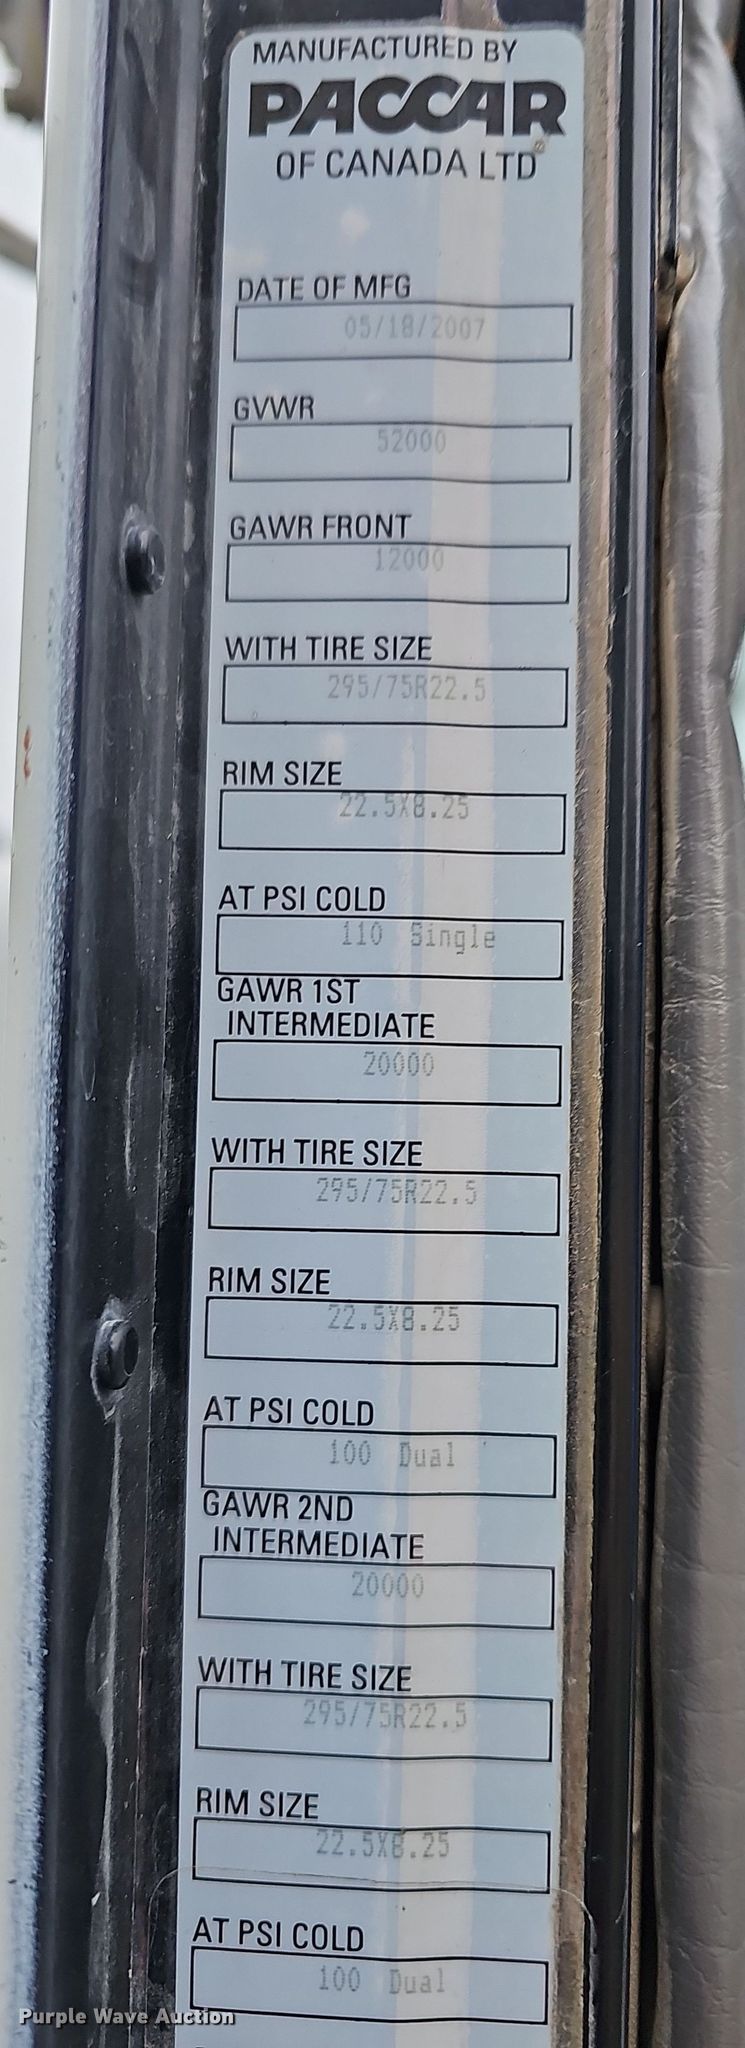 MANUFACTURED BY
PACCAR
OF CANADA LTD
DATE OF MFG
05/18/2007
GVWR
52000
GAWR FRONT
12000
WITH TIRE SIZE
295/75R22.5
RIM SIZE
22.5X8.25
AT PSI COLD
110 Single
GAWR 1ST
INTERMEDIATE
20000
WITH TIRE SIZE
295/75R22.5
RIM SIZE
22.5X8.25
AT PSI COLD
100 Dual
GAWR 2ND
INTERMEDIATE
20000
WITH TIRE SIZE
295/75R22.5
RIM SIZE
22.5X8.25
AT PSI COLD
100 Dual
Purple Wave Auction